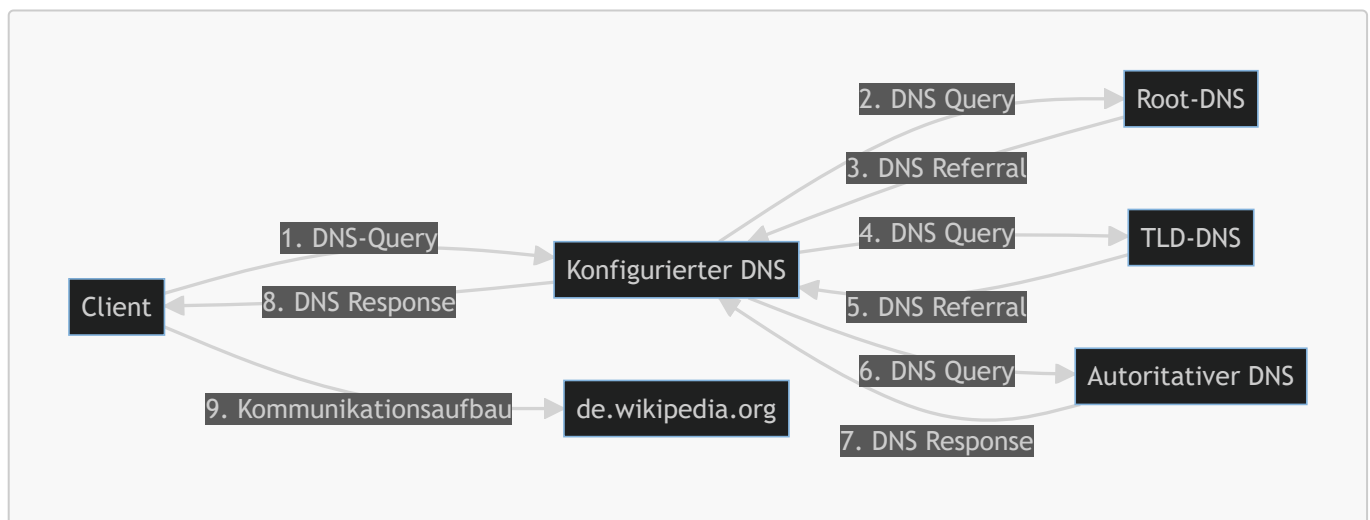 2. DNS Query
Root-DNS
3. DNS Referral
1. DNS-Query
4. DNS Query
TLD-DNS
Konfigurierter DNS
Client
8. DNS Response
5. DNS Referral
6. DNS Query
Autoritativer DNS
9. Kommunikationsaufbau
de.wikipedia.org
7. DNS Response